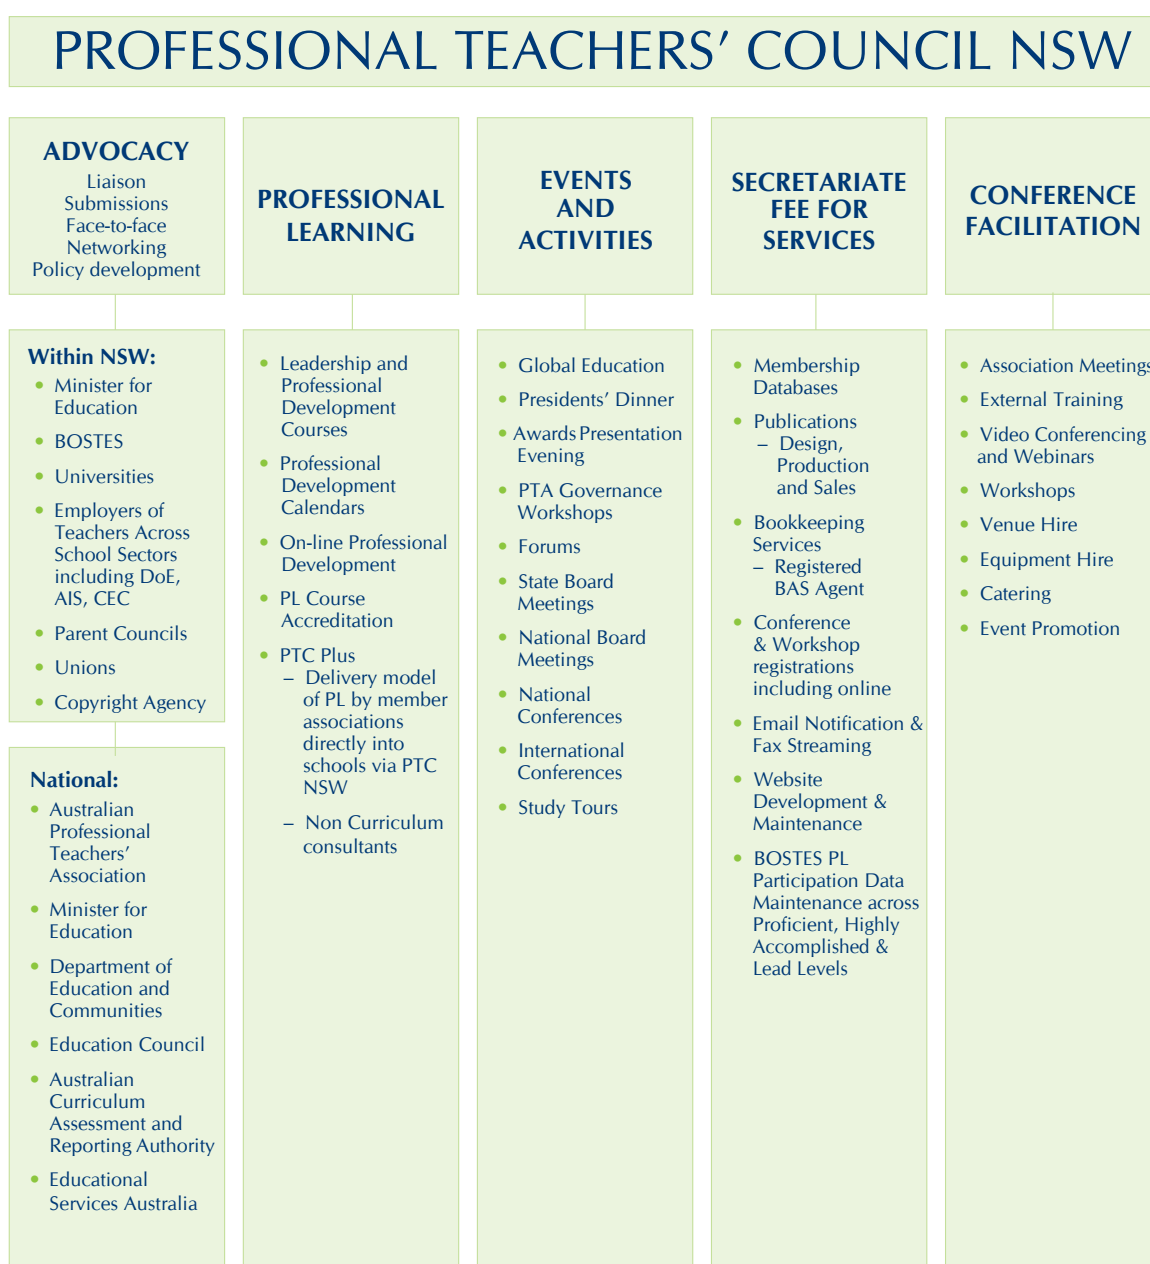 PROFESSIONAL TEACHERS’ COUNCIL NSW
ADVOCACY
Liaison
Submissions
Face-to-face
Networking
Policy development
Within NSW:
• Minister for
Education
• BOSTES
• Universities
• Employers of
Teachers Across
School Sectors
including DoE,
AIS, CEC
• Parent Councils
• Unions
• Copyright Agency
National:
• Australian
Professional
Teachers’
Association
• Minister for
Education
• Department of
Education and
Communities
• Education Council
• Australian
Curriculum
Assessment and
Reporting Authority
• Educational
Services Australia
PROFESSIONAL
LEARNING
• Leadership and
Professional
Development
Courses
• Professional
Development
Calendars
• On-line Professional
Development
• PL Course
Accreditation
• PTC Plus
– Delivery model
of PL by member
associations
directly into
schools via PTC
NSW
– Non Curriculum
consultants
EVENTS
AND
ACTIVITIES
• Global Education
• Presidents’ Dinner
• Awards Presentation
Evening
• PTA Governance
Workshops
• Forums
• State Board
Meetings
• National Board
Meetings
• National
Conferences
• International
Conferences
• Study Tours
SECRETARIATE
FEE FOR
SERVICES
• Membership
Databases
• Publications
– Design,
Production
and Sales
• Bookkeeping
Services
– Registered
BAS Agent
• Conference
& Workshop
registrations
including online
• Email Notification &
Fax Streaming
• Website
Development &
Maintenance
• BOSTES PL
Participation Data
Maintenance across
Proficient, Highly
Accomplished &
Lead Levels
CONFERENCE
FACILITATION
• Association Meetings
• External Training
• Video Conferencing
and Webinars
• Workshops
• Venue Hire
• Equipment Hire
• Catering
• Event Promotion